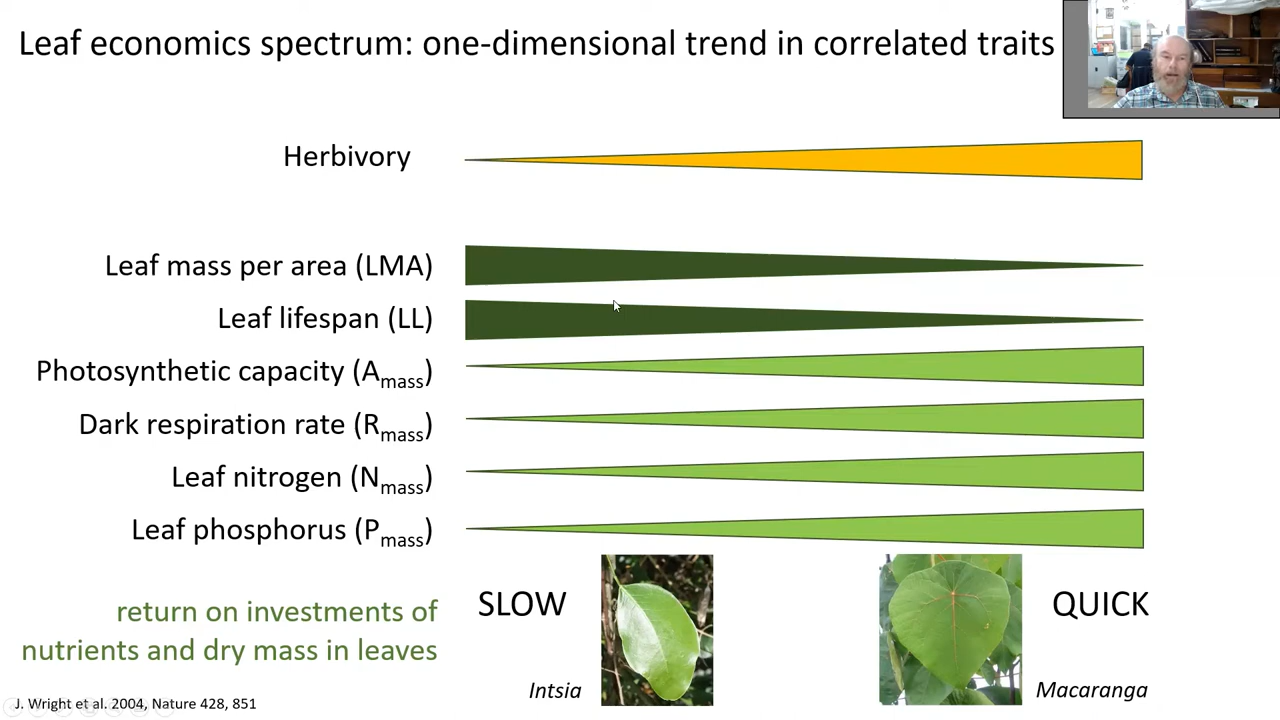 Leaf economics spectrum: one-dimensional trend in correlated traits
Herbivory
Leaf mass per area (LMA)
Leaf lifespan (LL)
Photosynthetic capacity (Amass)
Dark respiration rate (Rmass)
Leaf nitrogen (Nmass)
Leaf phosphorus (Pmass)
return on investments of
nutrients and dry mass in leaves
SLOW
QUICK
Intsia
Macaranga
J. Wright et al. 2004, Nature 428, 851